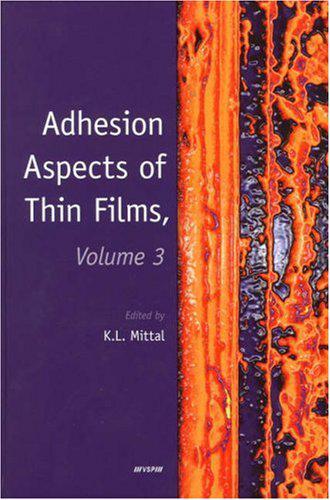 Adhesion
Aspects of
Thin Films,
Volume 3
Edited by
K.L. Mittal
///VSP///